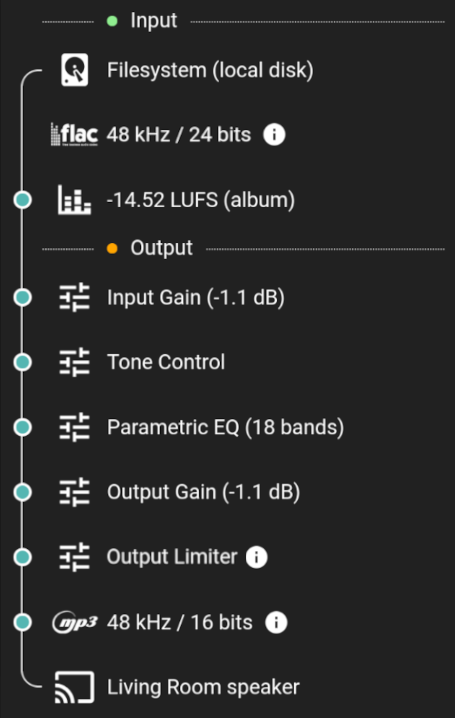 Input
Filesystem (local disk)
flac 48 kHz / 24 bits i
-14.52 LUFS (album)
Output
Input Gain (-1.1 dB)
Tone Control
Parametric EQ (18 bands)
Output Gain (-1.1 dB)
Output Limiter i
mp3 48 kHz / 16 bits i
Living Room speaker